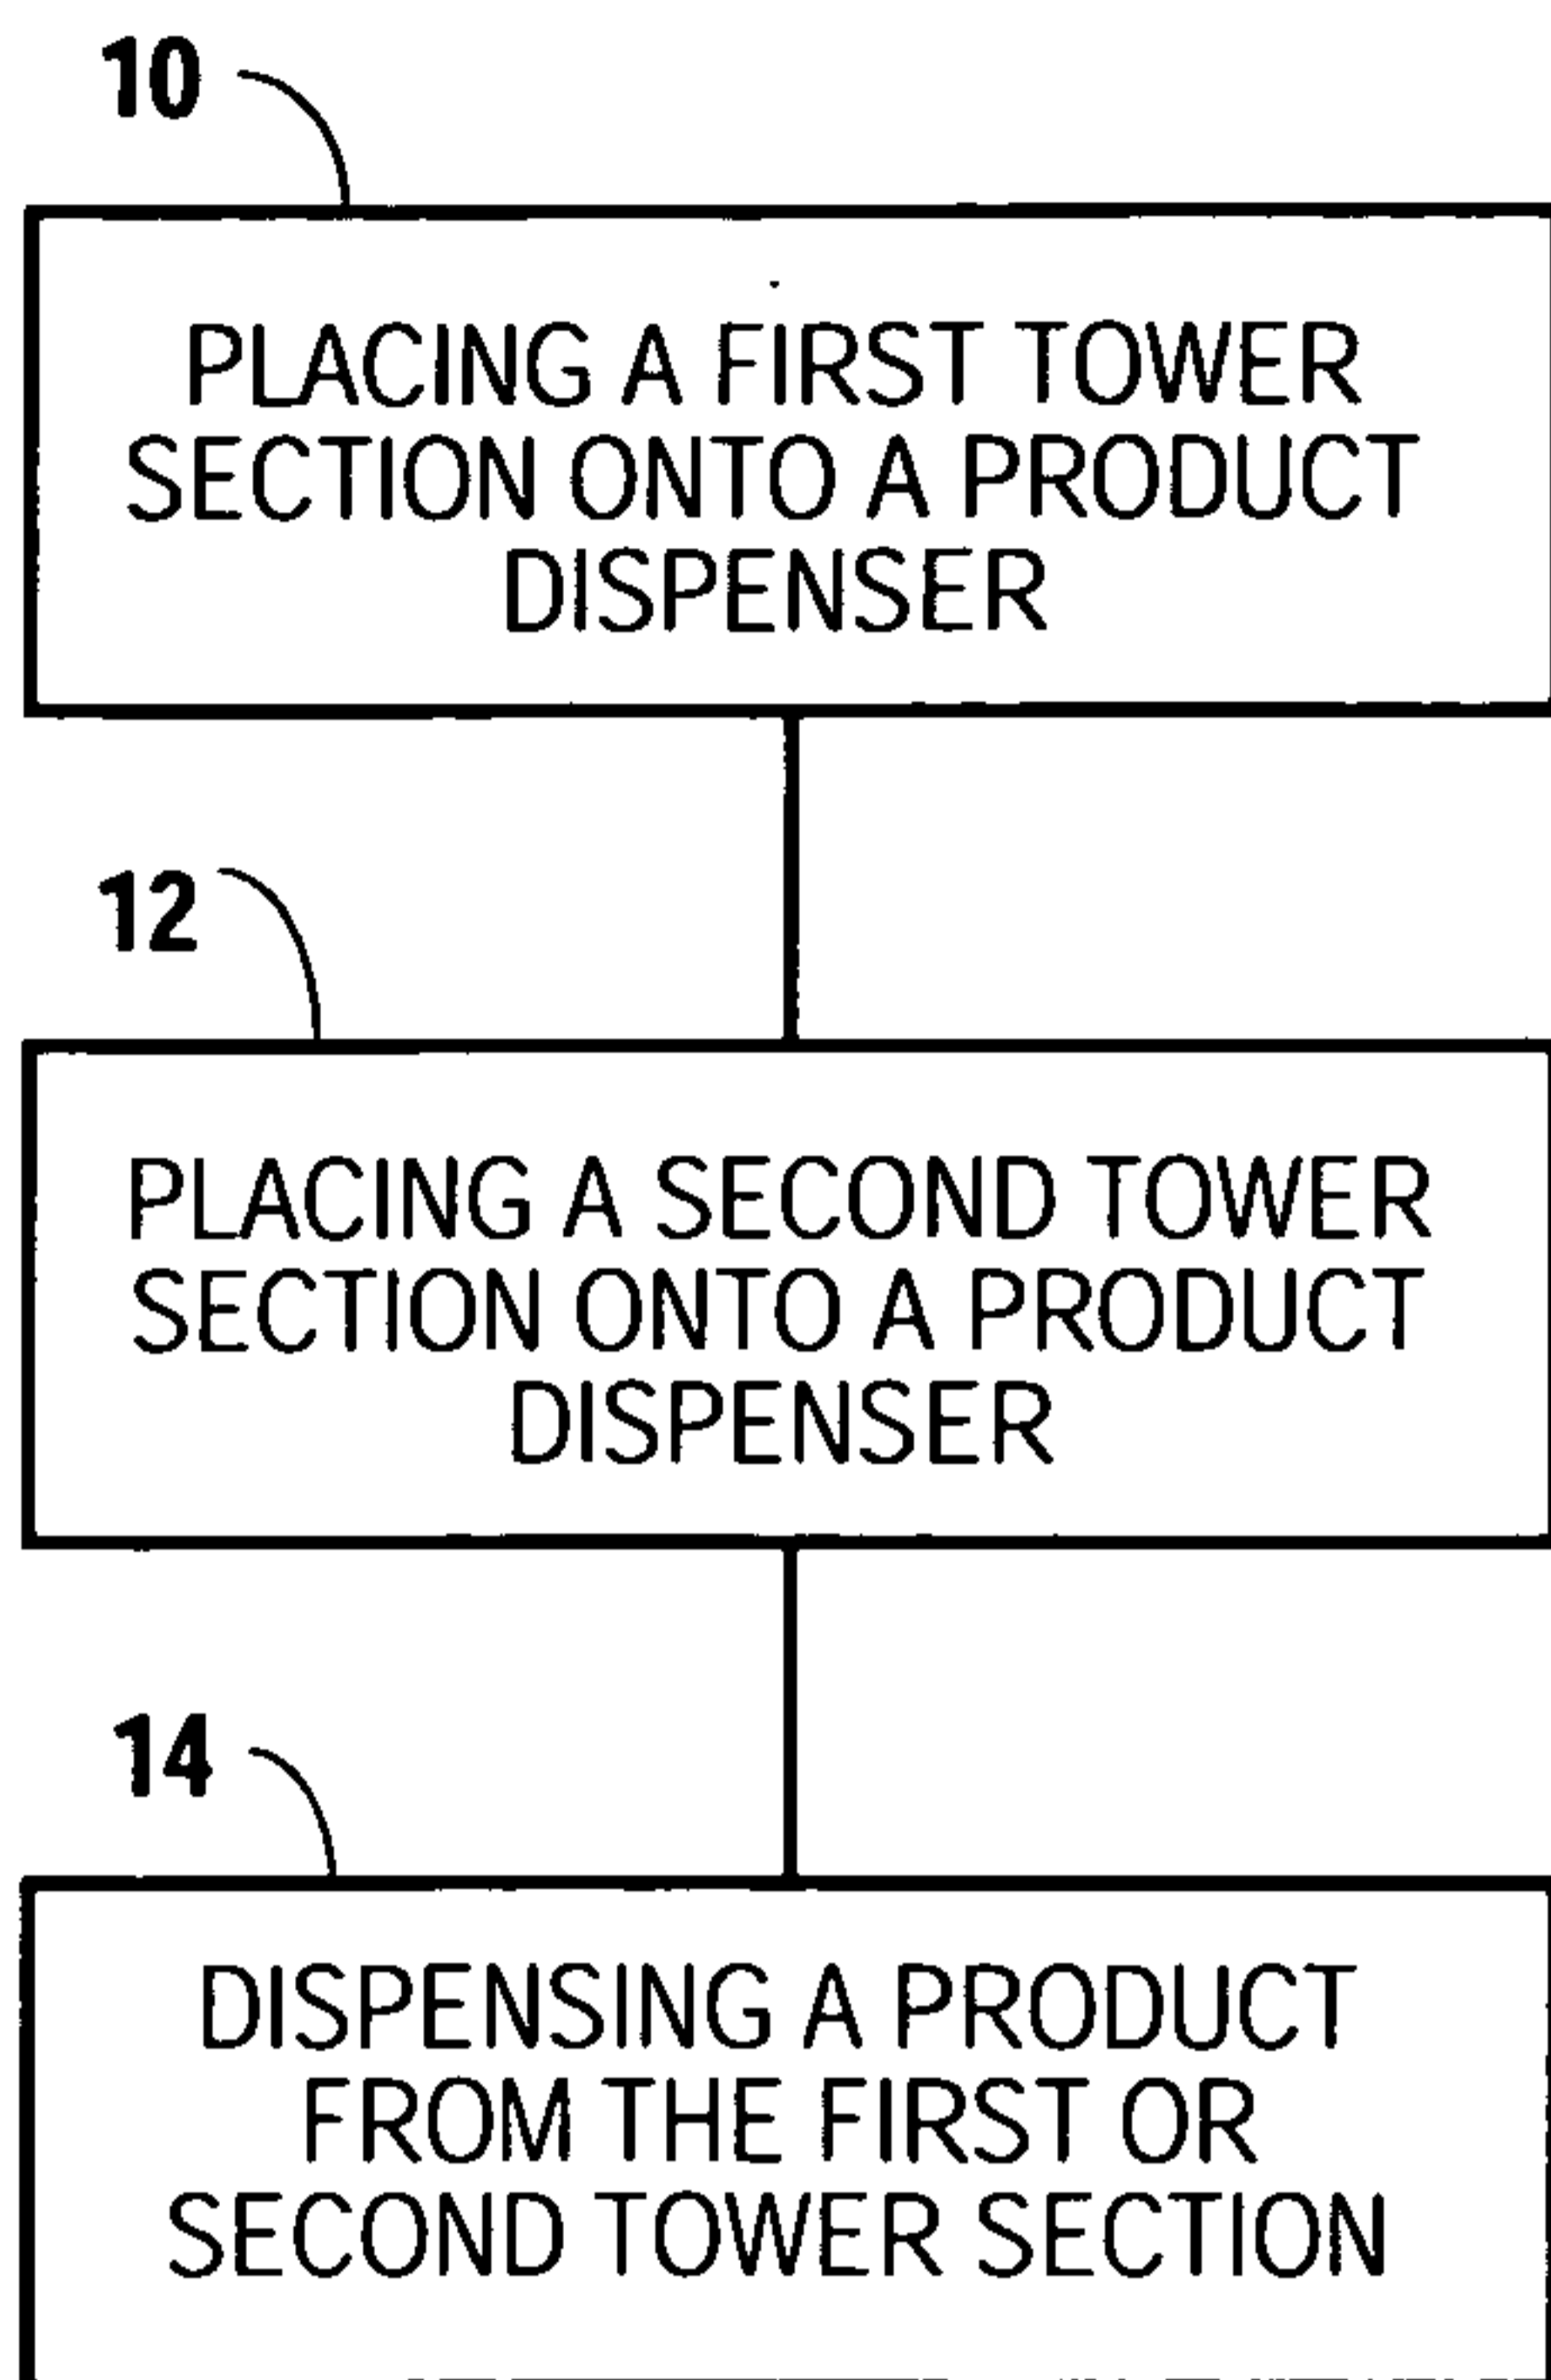 10
PLACING A FIRST TOWER
SECTION ONTO A PRODUCT
DISPENSER
12
PLACING A SECOND TOWER
SECTION ONTO A PRODUCT
DISPENSER
14
DISPENSING A PRODUCT
FROM THE FIRST OR
SECOND TOWER SECTION